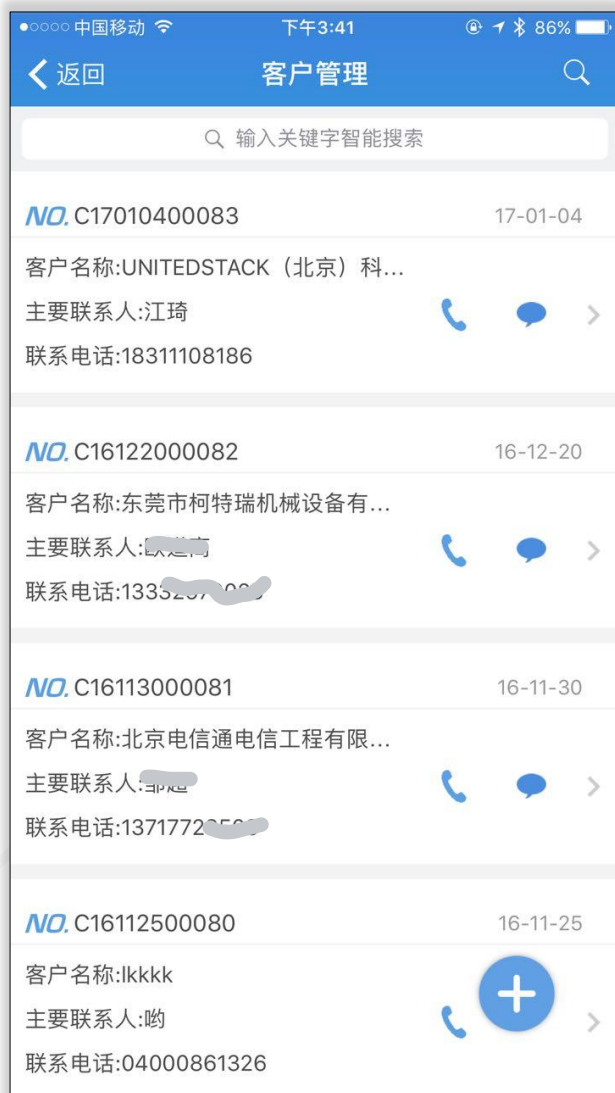 中国移动 下午3:41 86%
返回 客户管理
输入关键字智能搜索
NO. C17010400083 17-01-04
客户名称:UNITEDSTACK（北京）科...
主要联系人:江琦
联系电话:18311108186
NO. C16122000082 16-12-20
客户名称:东莞市柯特瑞机械设备有...
主要联系人:
联系电话:
NO. C16113000081 16-11-30
客户名称:北京电信通电信工程有限...
主要联系人:
联系电话:
NO. C16112500080 16-11-25
客户名称:lkkkk
主要联系人:哟
联系电话:04000861326